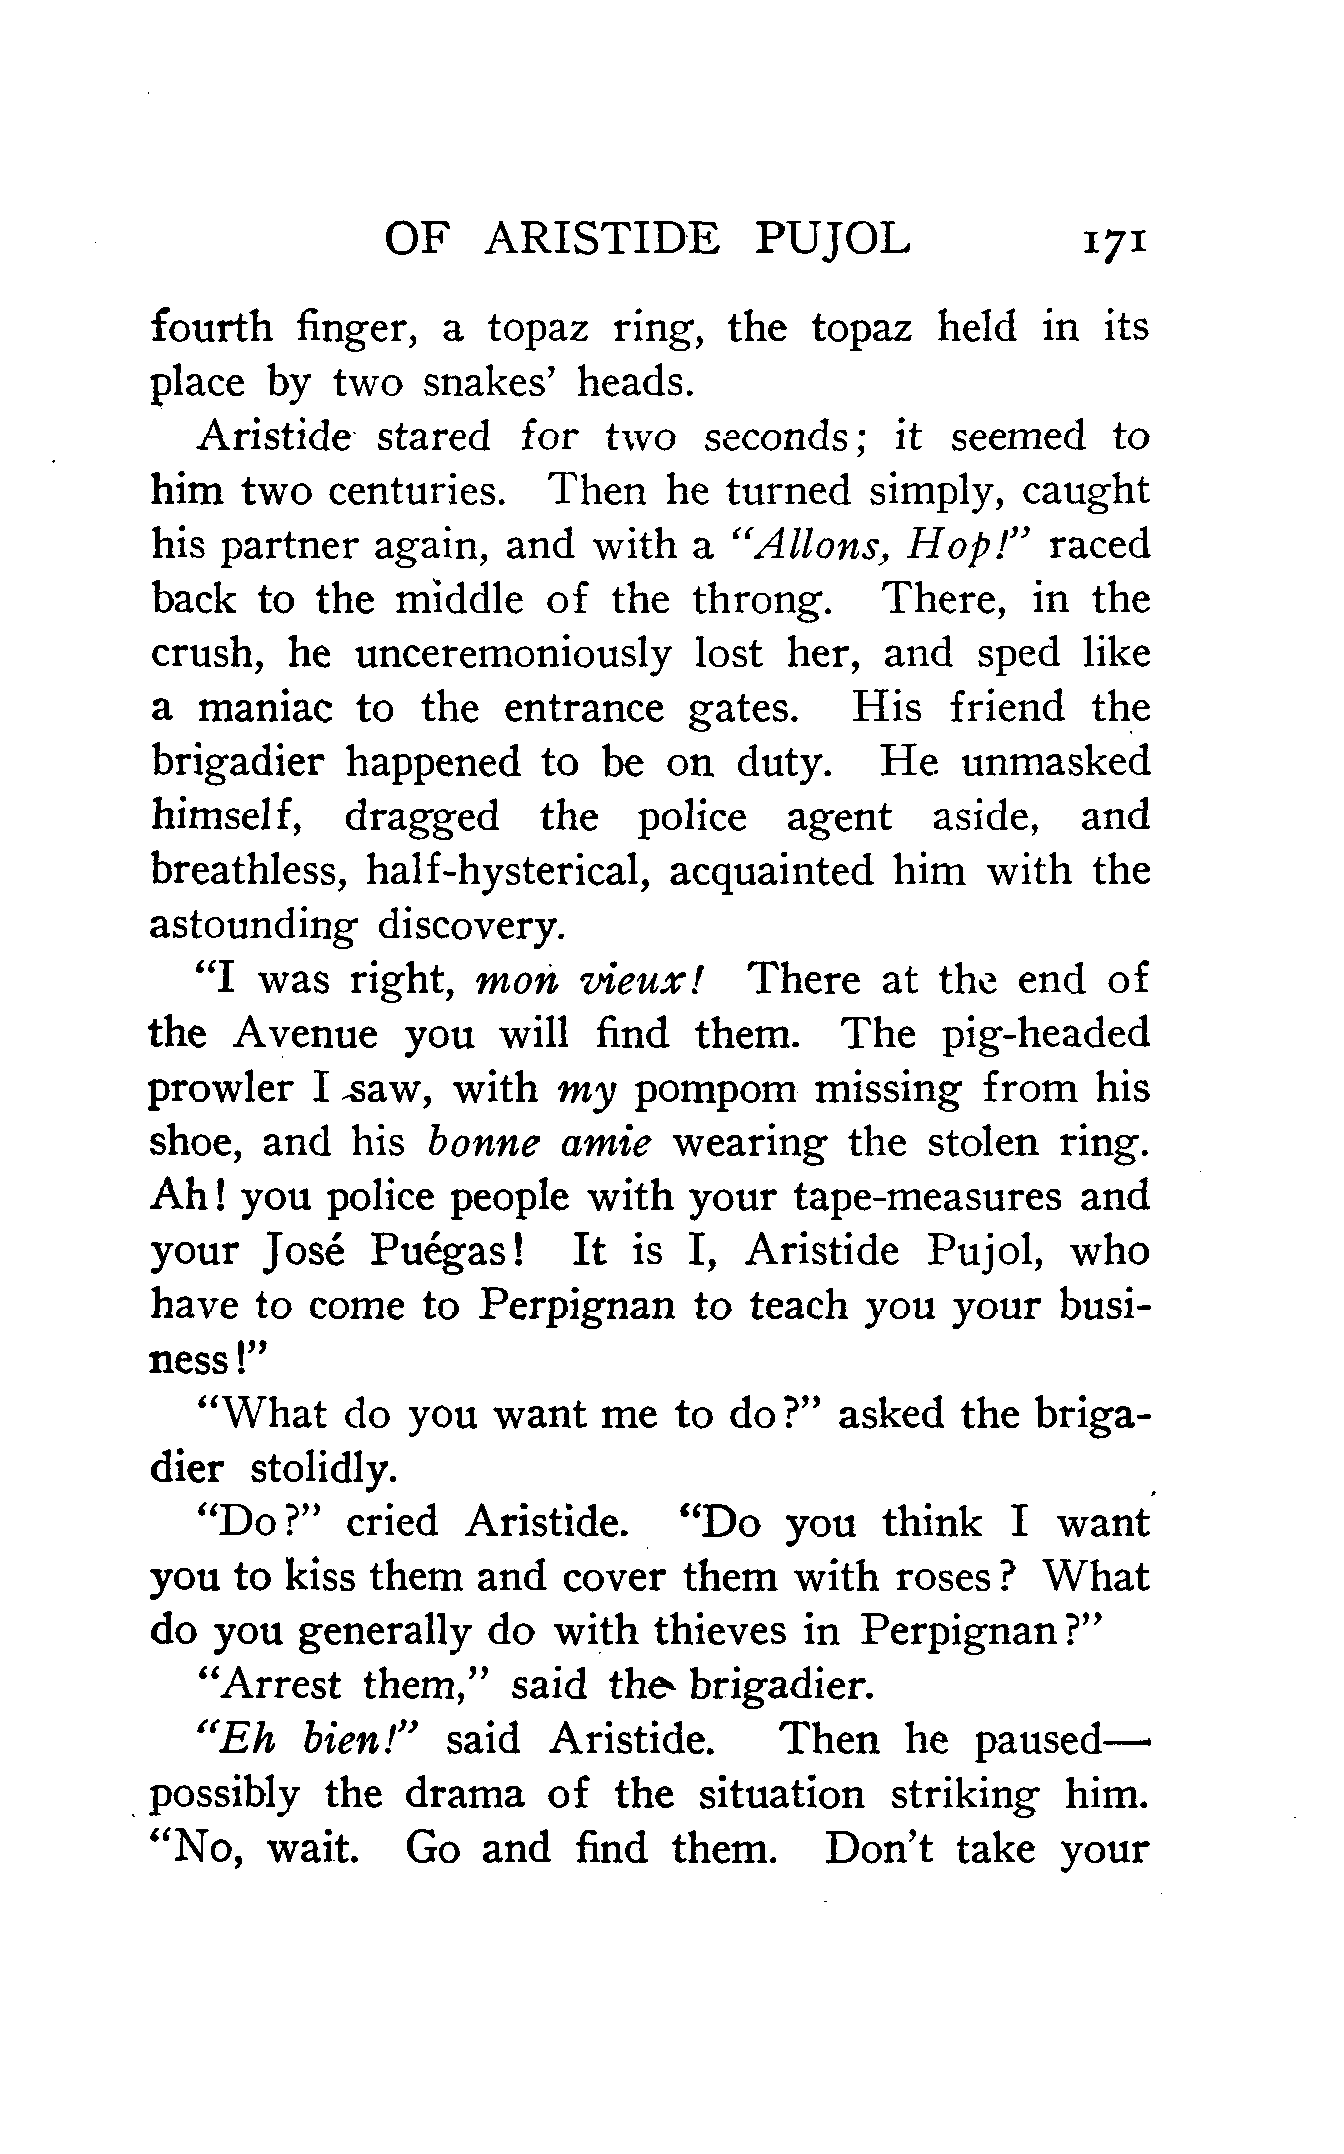 OF ARISTIDE PUJOL 171
fourth finger, a topaz ring, the topaz held in its
place by two snakes' heads.
Aristide stared for two seconds; it seemed to
him two centuries. Then he turned simply, caught
his partner again, and with a "Allons, Hop!" raced
back to the middle of the throng. There, in the
crush, he unceremoniously lost her, and sped like
a maniac to the entrance gates. His friend the
brigadier happened to be on duty. He unmasked
himself, dragged the police agent aside, and
breathless, half-hysterical, acquainted him with the
astounding discovery.
"I was right, mon vieux! There at the end of
the Avenue you will find them. The pig-headed
prowler I saw, with my pompom missing from his
shoe, and his bonne amie wearing the stolen ring.
Ah! you police people with your tape-measures and
your José Puégas! It is I, Aristide Pujol, who
have to come to Perpignan to teach you your busi-
ness!"
"What do you want me to do?" asked the briga-
dier stolidly.
"Do?" cried Aristide. "Do you think I want
you to kiss them and cover them with roses? What
do you generally do with thieves in Perpignan?"
"Arrest them," said the brigadier.
"Eh bien!" said Aristide. Then he paused—
possibly the drama of the situation striking him.
"No, wait. Go and find them. Don't take your